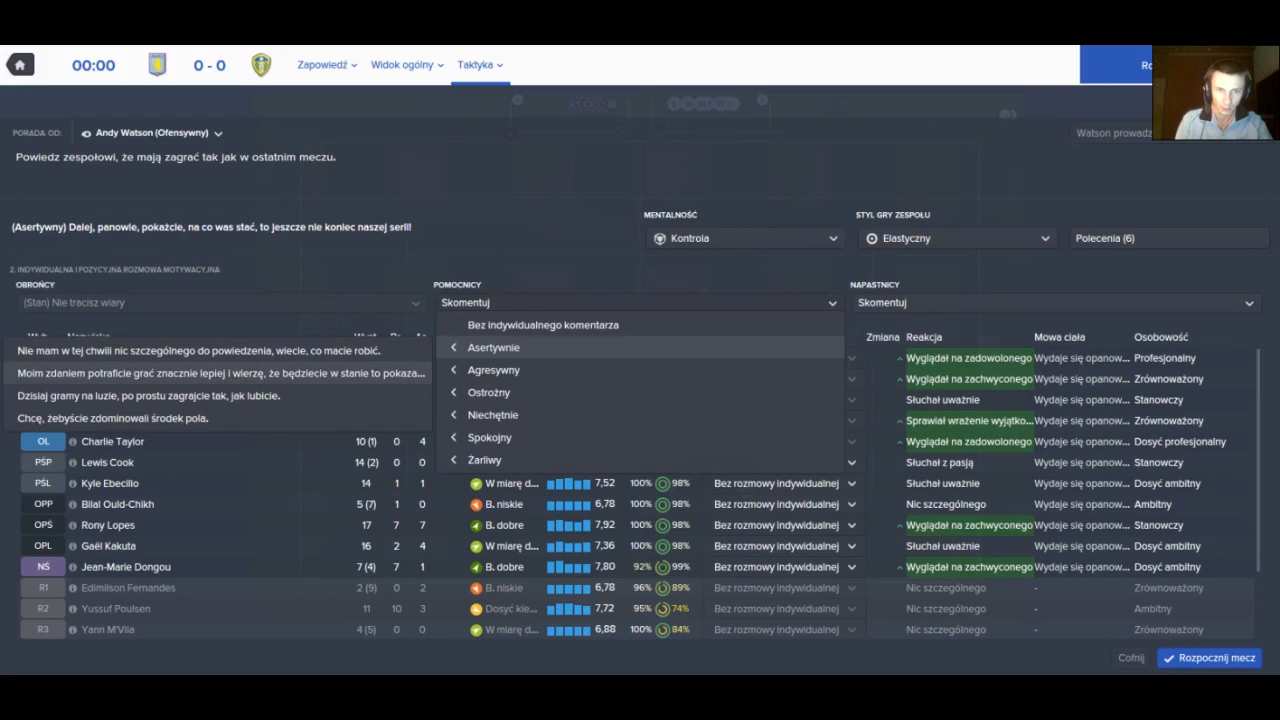 00:00
0 - 0
Zapowiedź
Widok ogólny
Taktyka
PORADA OD:
Andy Watson (Ofensywny)
Watson prowadz
Powiedz zespołowi, że mają zagrać tak jak w ostatnim meczu.
(Asertywny) Dalej, panowie, pokażcie, na co was stać, to jeszcze nie koniec naszej serii!
MENTALNOŚĆ
STYL GRY ZESPOŁU
Kontrola
Elastyczny
Polecenia (6)
2. INDYWIDUALNA I POZYCYJNA ROZMOWA MOTYWACYJNA
OBROŃCY
POMOCNICY
NAPASTNICY
(Stan) Nie tracisz wiary
Skomentuj
Skomentuj
Bez indywidualnego komentarza
Asertywnie
Agresywny
Ostrożny
Niechętnie
Spokojny
Żarliwy
Nie mam w tej chwili nic szczególnego do powiedzenia, wiecie, co macie robić.
Moim zdaniem potraficie grać znacznie lepiej i wierzę, że będziecie w stanie to pokaza...
Dzisiaj gramy na luzie, po prostu zagrajcie tak, jak lubicie.
Chcę, żebyście zdominowali środek pola.
Zmiana Reakcja Mowa ciała Osobowość
Wyglądał na zadowolonego Wydaje się opanow... Profesjonalny
Wyglądał na zachwyconego Wydaje się opanow... Zrównoważony
Słuchał uważnie Wydaje się opanow... Stanowczy
Sprawiał wrażenie wyjątko... Wydaje się opanow... Zrównoważony
OL Charlie Taylor 10 (1) 0 4 Wyglądał na zadowolonego Wydaje się opanow... Dosyć profesjonalny
PŚP Lewis Cook 14 (2) 0 0 Słuchał z pasją Wydaje się opanow... Stanowczy
PŚL Kyle Ebecilio 14 1 1 W miarę d... 7,52 100% 98% Bez rozmowy indywidualnej Słuchał uważnie Wydaje się opanow... Dosyć ambitny
OPP Bilal Ould-Chikh 5 (7) 1 0 B. niskie 6,78 100% 98% Bez rozmowy indywidualnej Nic szczególnego Wydaje się opanow... Ambitny
OPŚ Rony Lopes 17 7 7 B. dobre 7,92 100% 98% Bez rozmowy indywidualnej Wyglądał na zachwyconego Wydaje się opanow... Stanowczy
OPL Gaël Kakuta 16 2 4 W miarę d... 7,36 100% 98% Bez rozmowy indywidualnej Słuchał uważnie Wydaje się opanow... Dosyć ambitny
NŚ Jean-Marie Dongou 7 (4) 7 1 B. dobre 7,80 92% 99% Bez rozmowy indywidualnej Wyglądał na zachwyconego Wydaje się opanow... Dosyć ambitny
R1 Edimilson Fernandes 2 (9) 0 2 B. niskie 6,78 96% 89% Bez rozmowy indywidualnej Nic szczególnego - Zrównoważony
R2 Yussuf Poulsen 11 10 3 Dosyć kie... 7,72 95% 74% Bez rozmowy indywidualnej Nic szczególnego - Ambitny
R3 Yann M'Vila 4 (5) 0 0 W miarę d... 6,88 100% 84% Bez rozmowy indywidualnej Nic szczególnego - Zrównoważony
Cofnij
Rozpocznij mecz